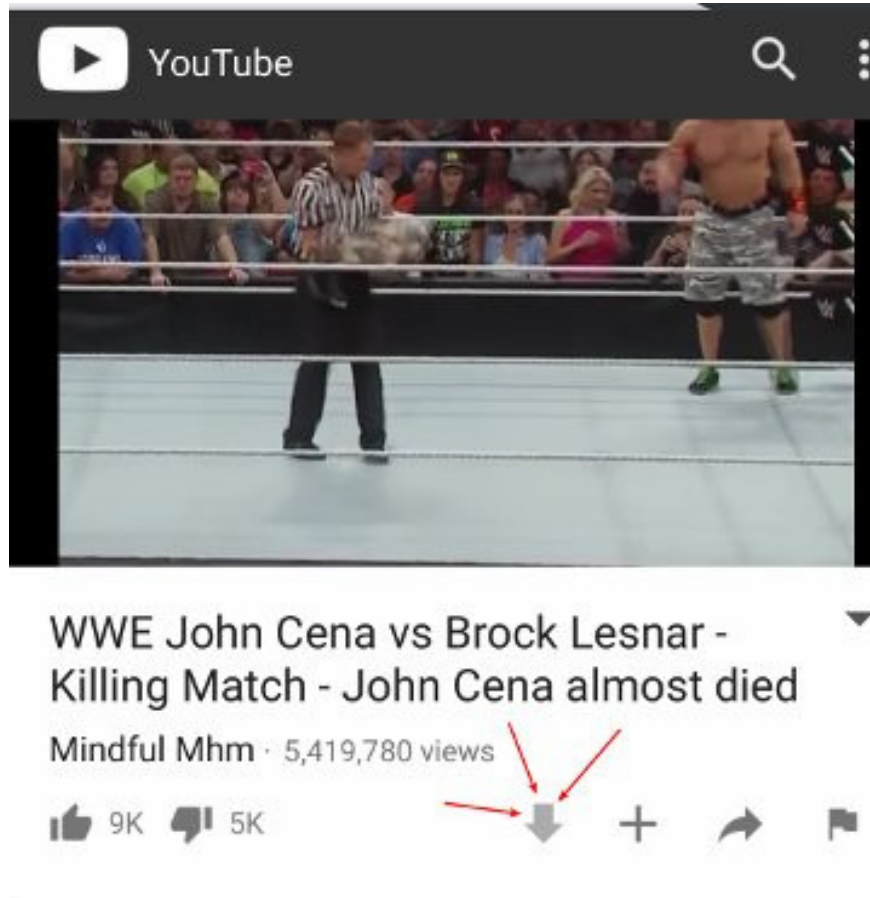 YouTube
WWE John Cena vs Brock Lesnar -
Killing Match - John Cena almost died
Mindful Mhm · 5,419,780 views
9K 5K